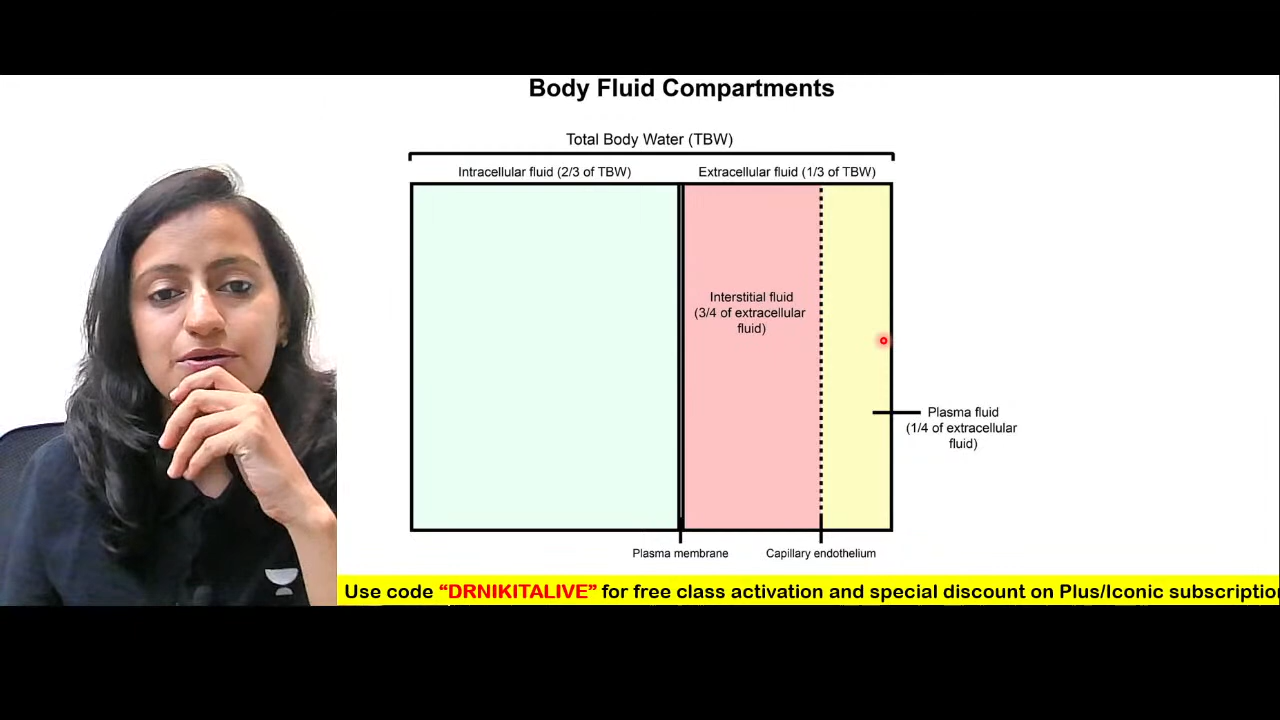 Body Fluid Compartments
Total Body Water (TBW)
Intracellular fluid (2/3 of TBW)
Extracellular fluid (1/3 of TBW)
Interstitial fluid
(3/4 of extracellular
fluid)
Plasma fluid
(1/4 of extracellular
fluid)
Plasma membrane
Capillary endothelium
Use code “DRNIKITALIVE” for free class activation and special discount on Plus/Iconic subscription